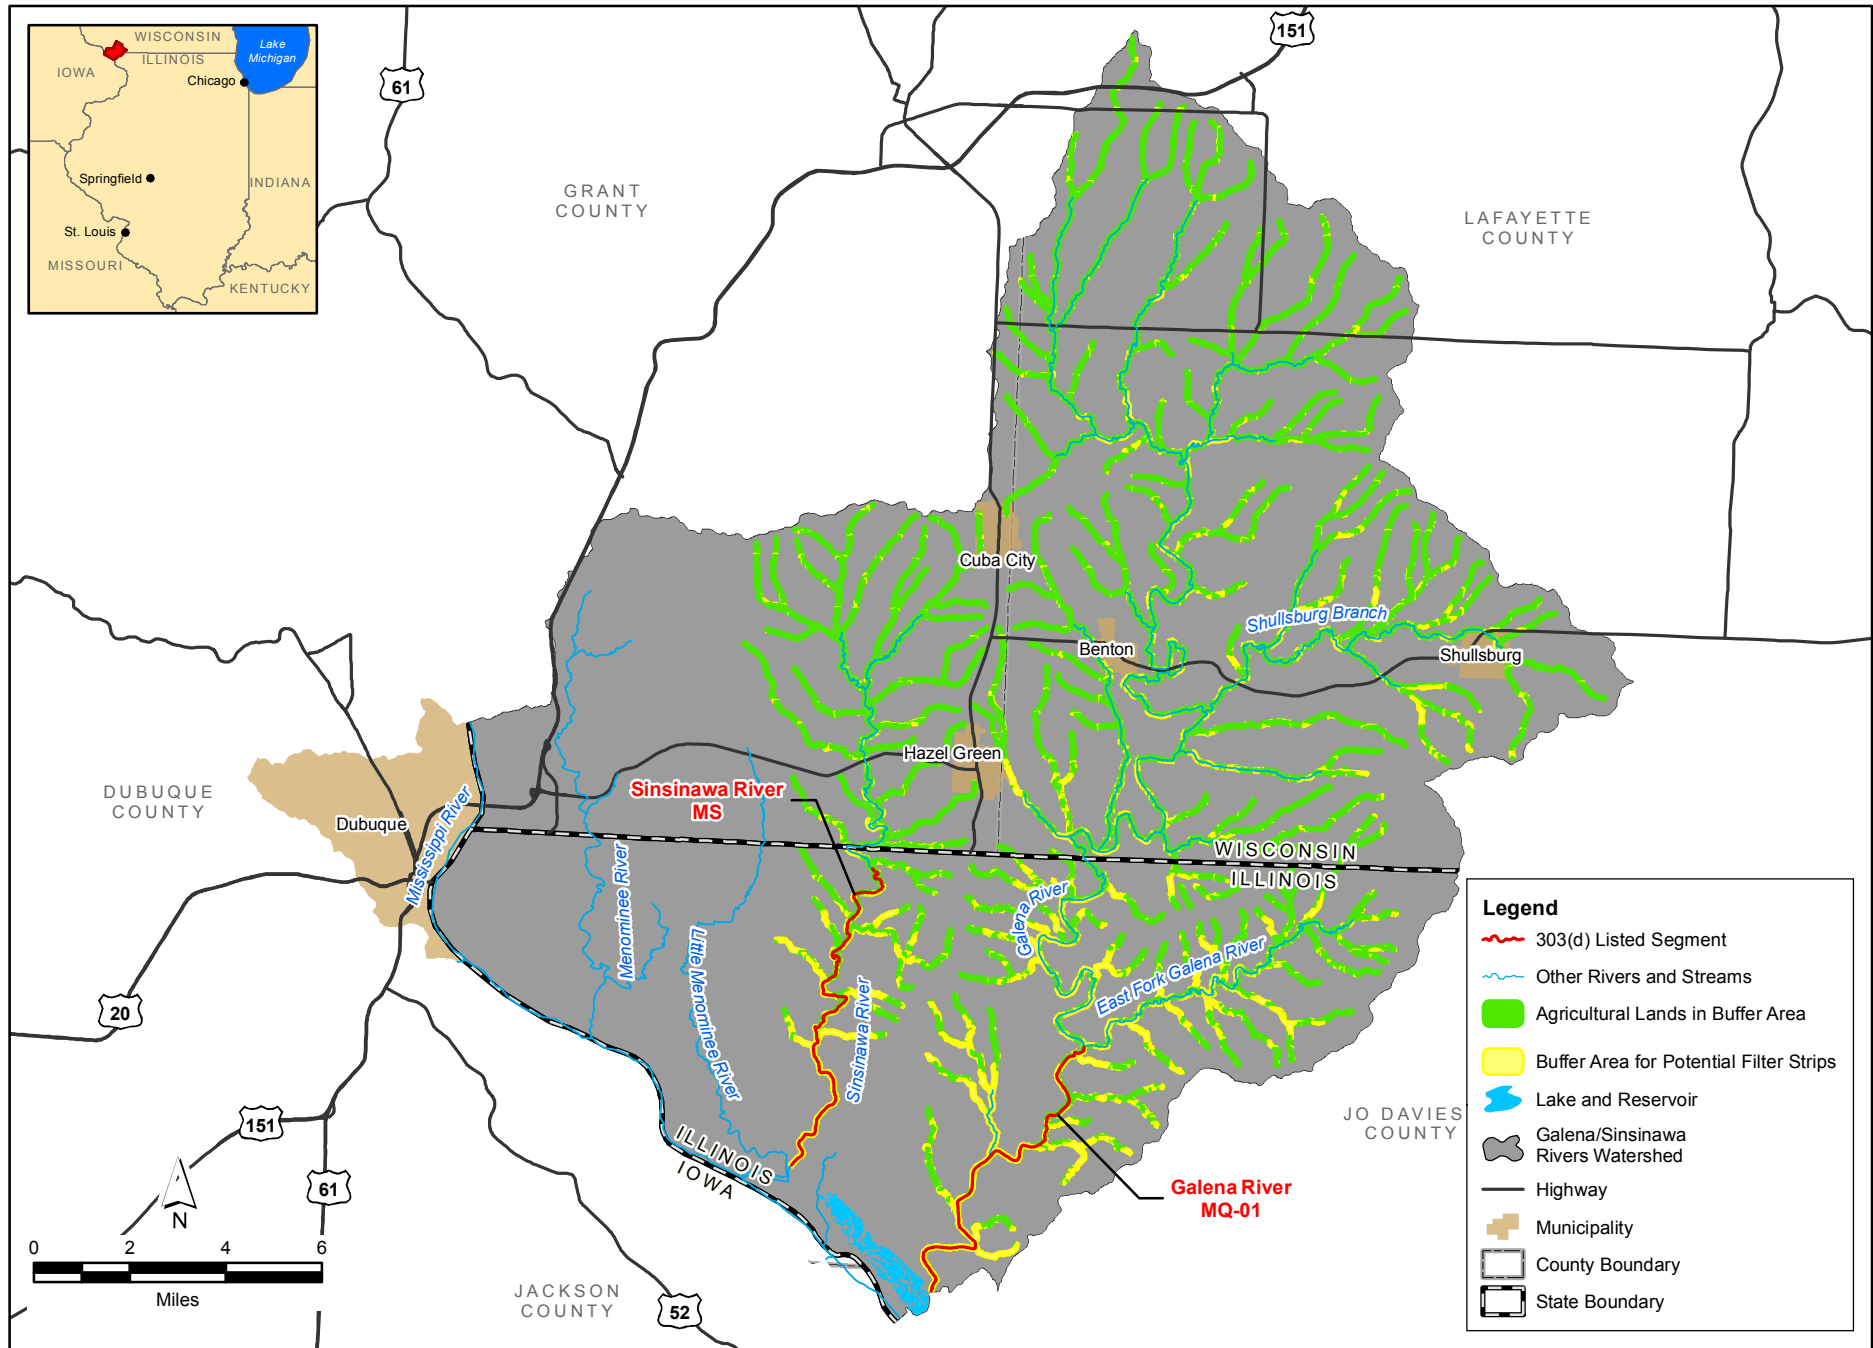 WISCONSIN
Lake
Michigan
ILLINOIS
IOWA
Chicago
Springfield
INDIANA
St. Louis
MISSOURI
KENTUCKY
61
151
GRANT
COUNTY
LAFAYETTE
COUNTY
Cuba City
Shullsburg Branch
Benton
Shullsburg
Hazel Green
Sinsinawa River
MS
DUBUQUE
COUNTY
Dubuque
Mississippi River
WISCONSIN
ILLINOIS
Menominee River
Little Menominee River
Sinsinawa River
Galena River
East Fork Galena River
20
151
61
52
ILLINOIS
IOWA
JO DAVIES
COUNTY
Galena River
MQ-01
JACKSON
COUNTY
N
0 2 4 6
Miles
Legend
303(d) Listed Segment
Other Rivers and Streams
Agricultural Lands in Buffer Area
Buffer Area for Potential Filter Strips
Lake and Reservoir
Galena/Sinsinawa
Rivers Watershed
Highway
Municipality
County Boundary
State Boundary